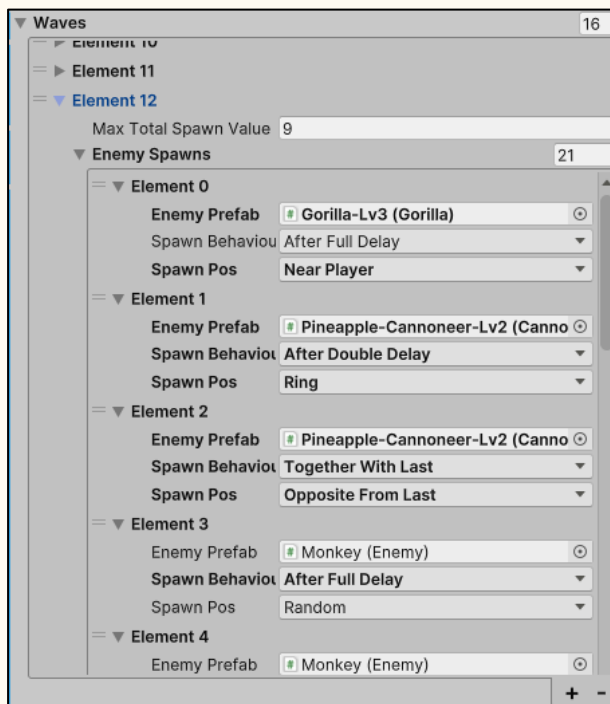 Waves 16
Element 10
Element 11
Element 12
Max Total Spawn Value 9
Enemy Spawns 21
Element 0
Enemy Prefab # Gorilla-Lv3 (Gorilla)
Spawn Behaviou After Full Delay
Spawn Pos Near Player
Element 1
Enemy Prefab # Pineapple-Cannoneer-Lv2 (Canno
Spawn Behaviou After Double Delay
Spawn Pos Ring
Element 2
Enemy Prefab # Pineapple-Cannoneer-Lv2 (Canno
Spawn Behaviou Together With Last
Spawn Pos Opposite From Last
Element 3
Enemy Prefab # Monkey (Enemy)
Spawn Behaviou After Full Delay
Spawn Pos Random
Element 4
Enemy Prefab # Monkey (Enemy)
+ -